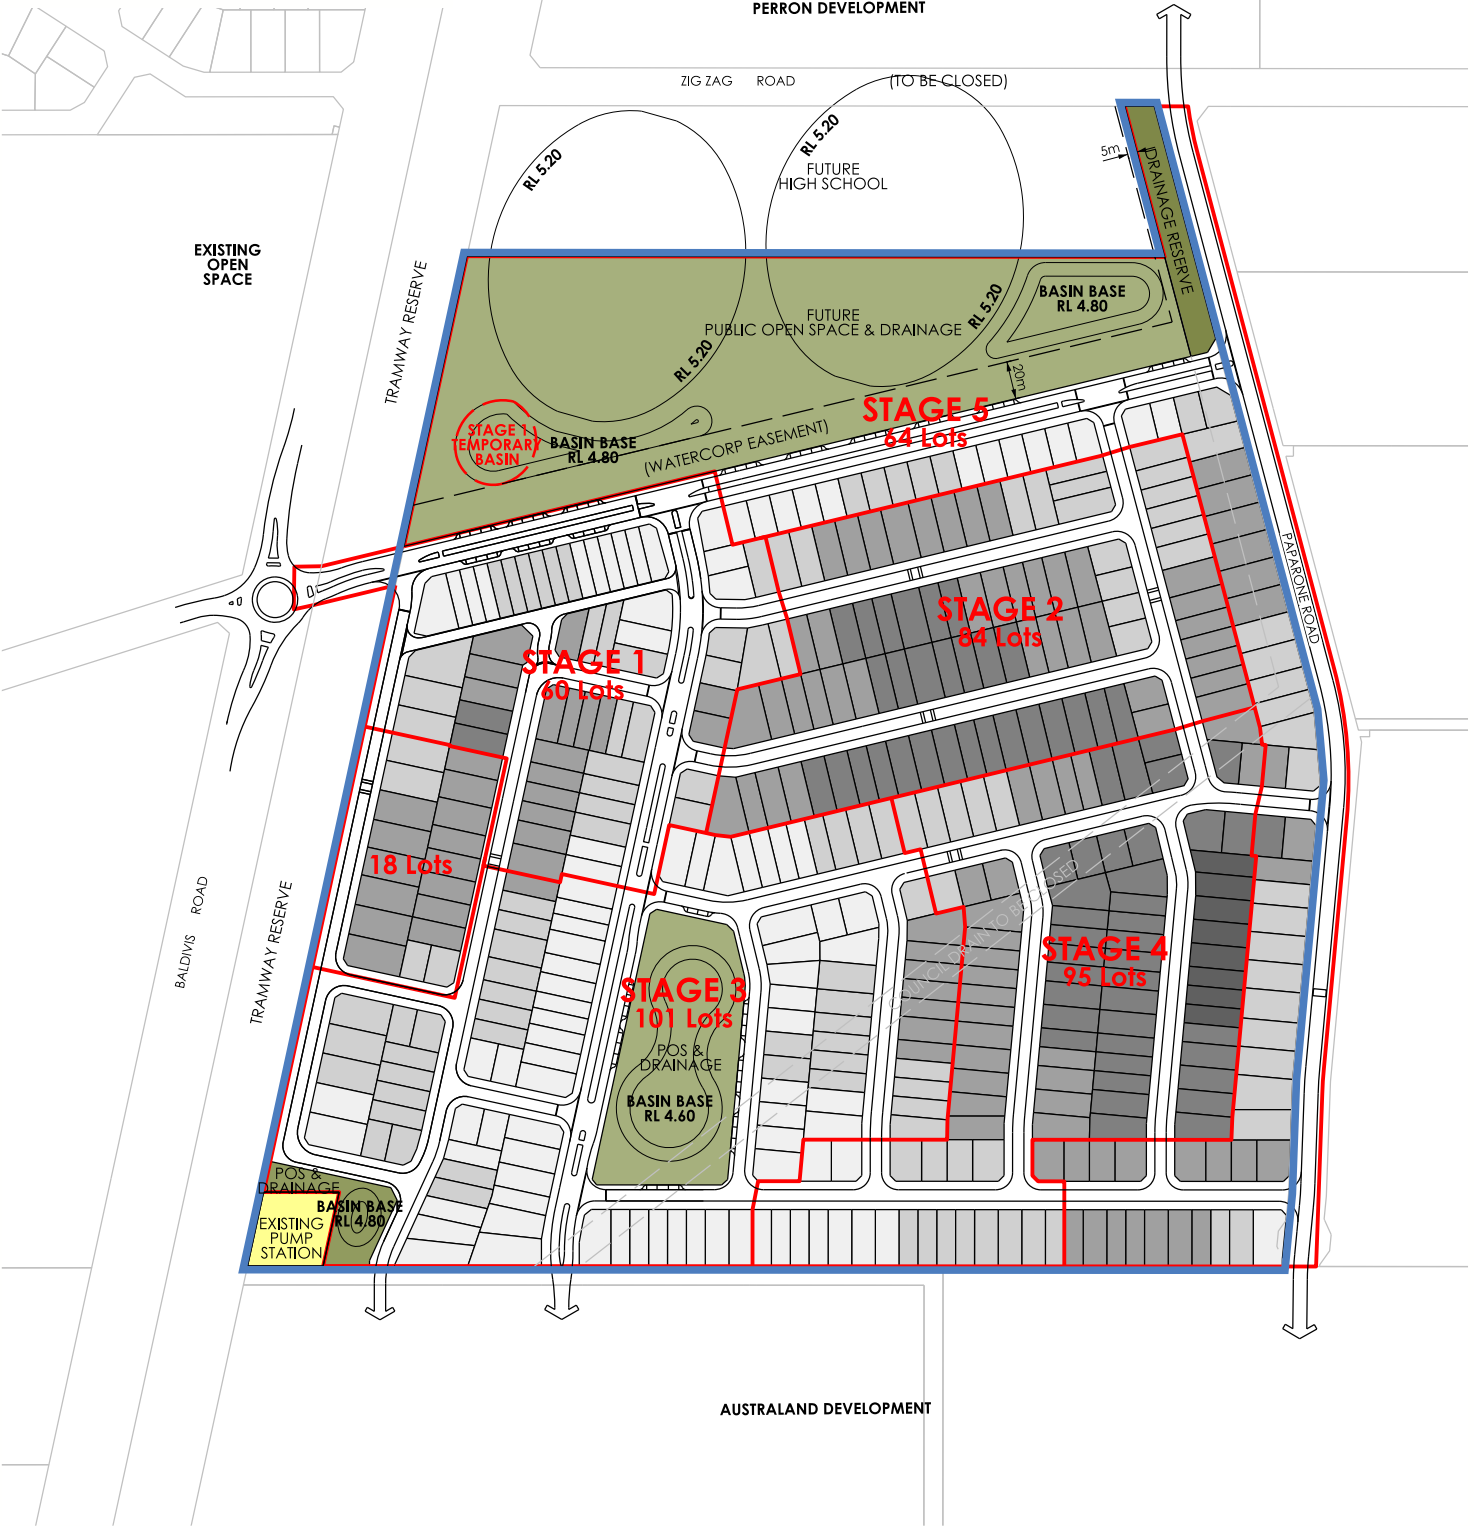 PERRON DEVELOPMENT
ZIG ZAG ROAD (TO BE CLOSED)
RL 5.20
RL 5.20
FUTURE
HIGH SCHOOL
5m
DRAINAGE RESERVE
EXISTING
OPEN
SPACE
TRAMWAY RESERVE
BASIN BASE
RL 4.80
FUTURE
PUBLIC OPEN SPACE & DRAINAGE
RL 5.20
RL 5.20
20m
STAGE 1
TEMPORARY
BASIN
BASIN BASE
RL 4.80
(WATERCORP EASEMENT)
STAGE 5
64 Lots
PAPARONE ROAD
STAGE 2
84 Lots
STAGE 1
60 Lots
18 Lots
BALDIVIS ROAD
TRAMWAY RESERVE
COUNCIL DRAIN TO BE CLOSED
STAGE 4
95 Lots
STAGE 3
101 Lots
POS &
DRAINAGE
BASIN BASE
RL 4.60
POS &
DRAINAGE
BASIN BASE
RL 4.80
EXISTING
PUMP
STATION
AUSTRALAND DEVELOPMENT